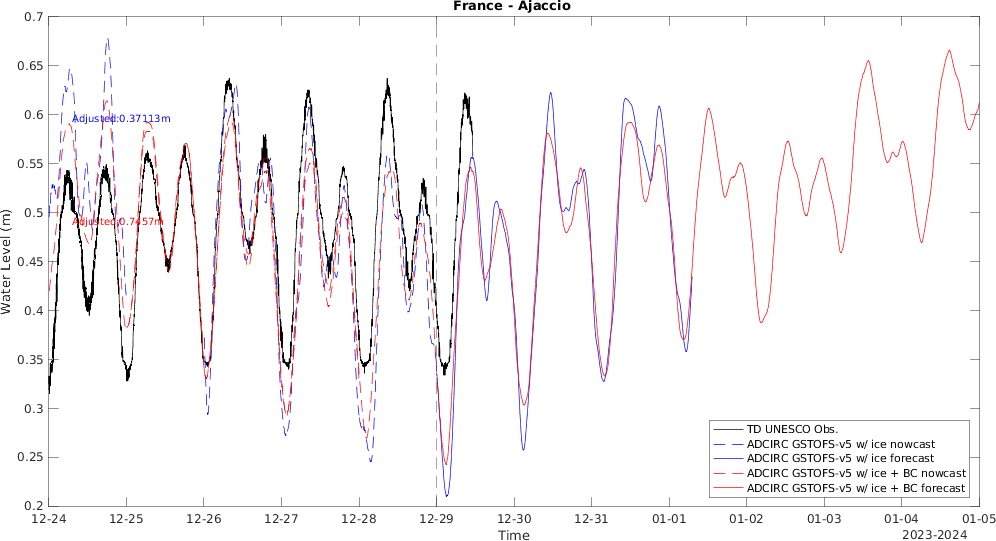 France - Ajaccio
Water Level (m)
0.7
0.65
0.6
0.55
0.5
0.45
0.4
0.35
0.3
0.25
0.2
Adjusted:0.37113m
Adjusted:0.7457m
TD UNESCO Obs.
ADCIRC GSTOFS-v5 w/ ice nowcast
ADCIRC GSTOFS-v5 w/ ice forecast
ADCIRC GSTOFS-v5 w/ ice + BC nowcast
ADCIRC GSTOFS-v5 w/ ice + BC forecast
12-24 12-25 12-26 12-27 12-28 12-29 12-30 12-31 01-01 01-02 01-03 01-04 01-05
Time
2023-2024